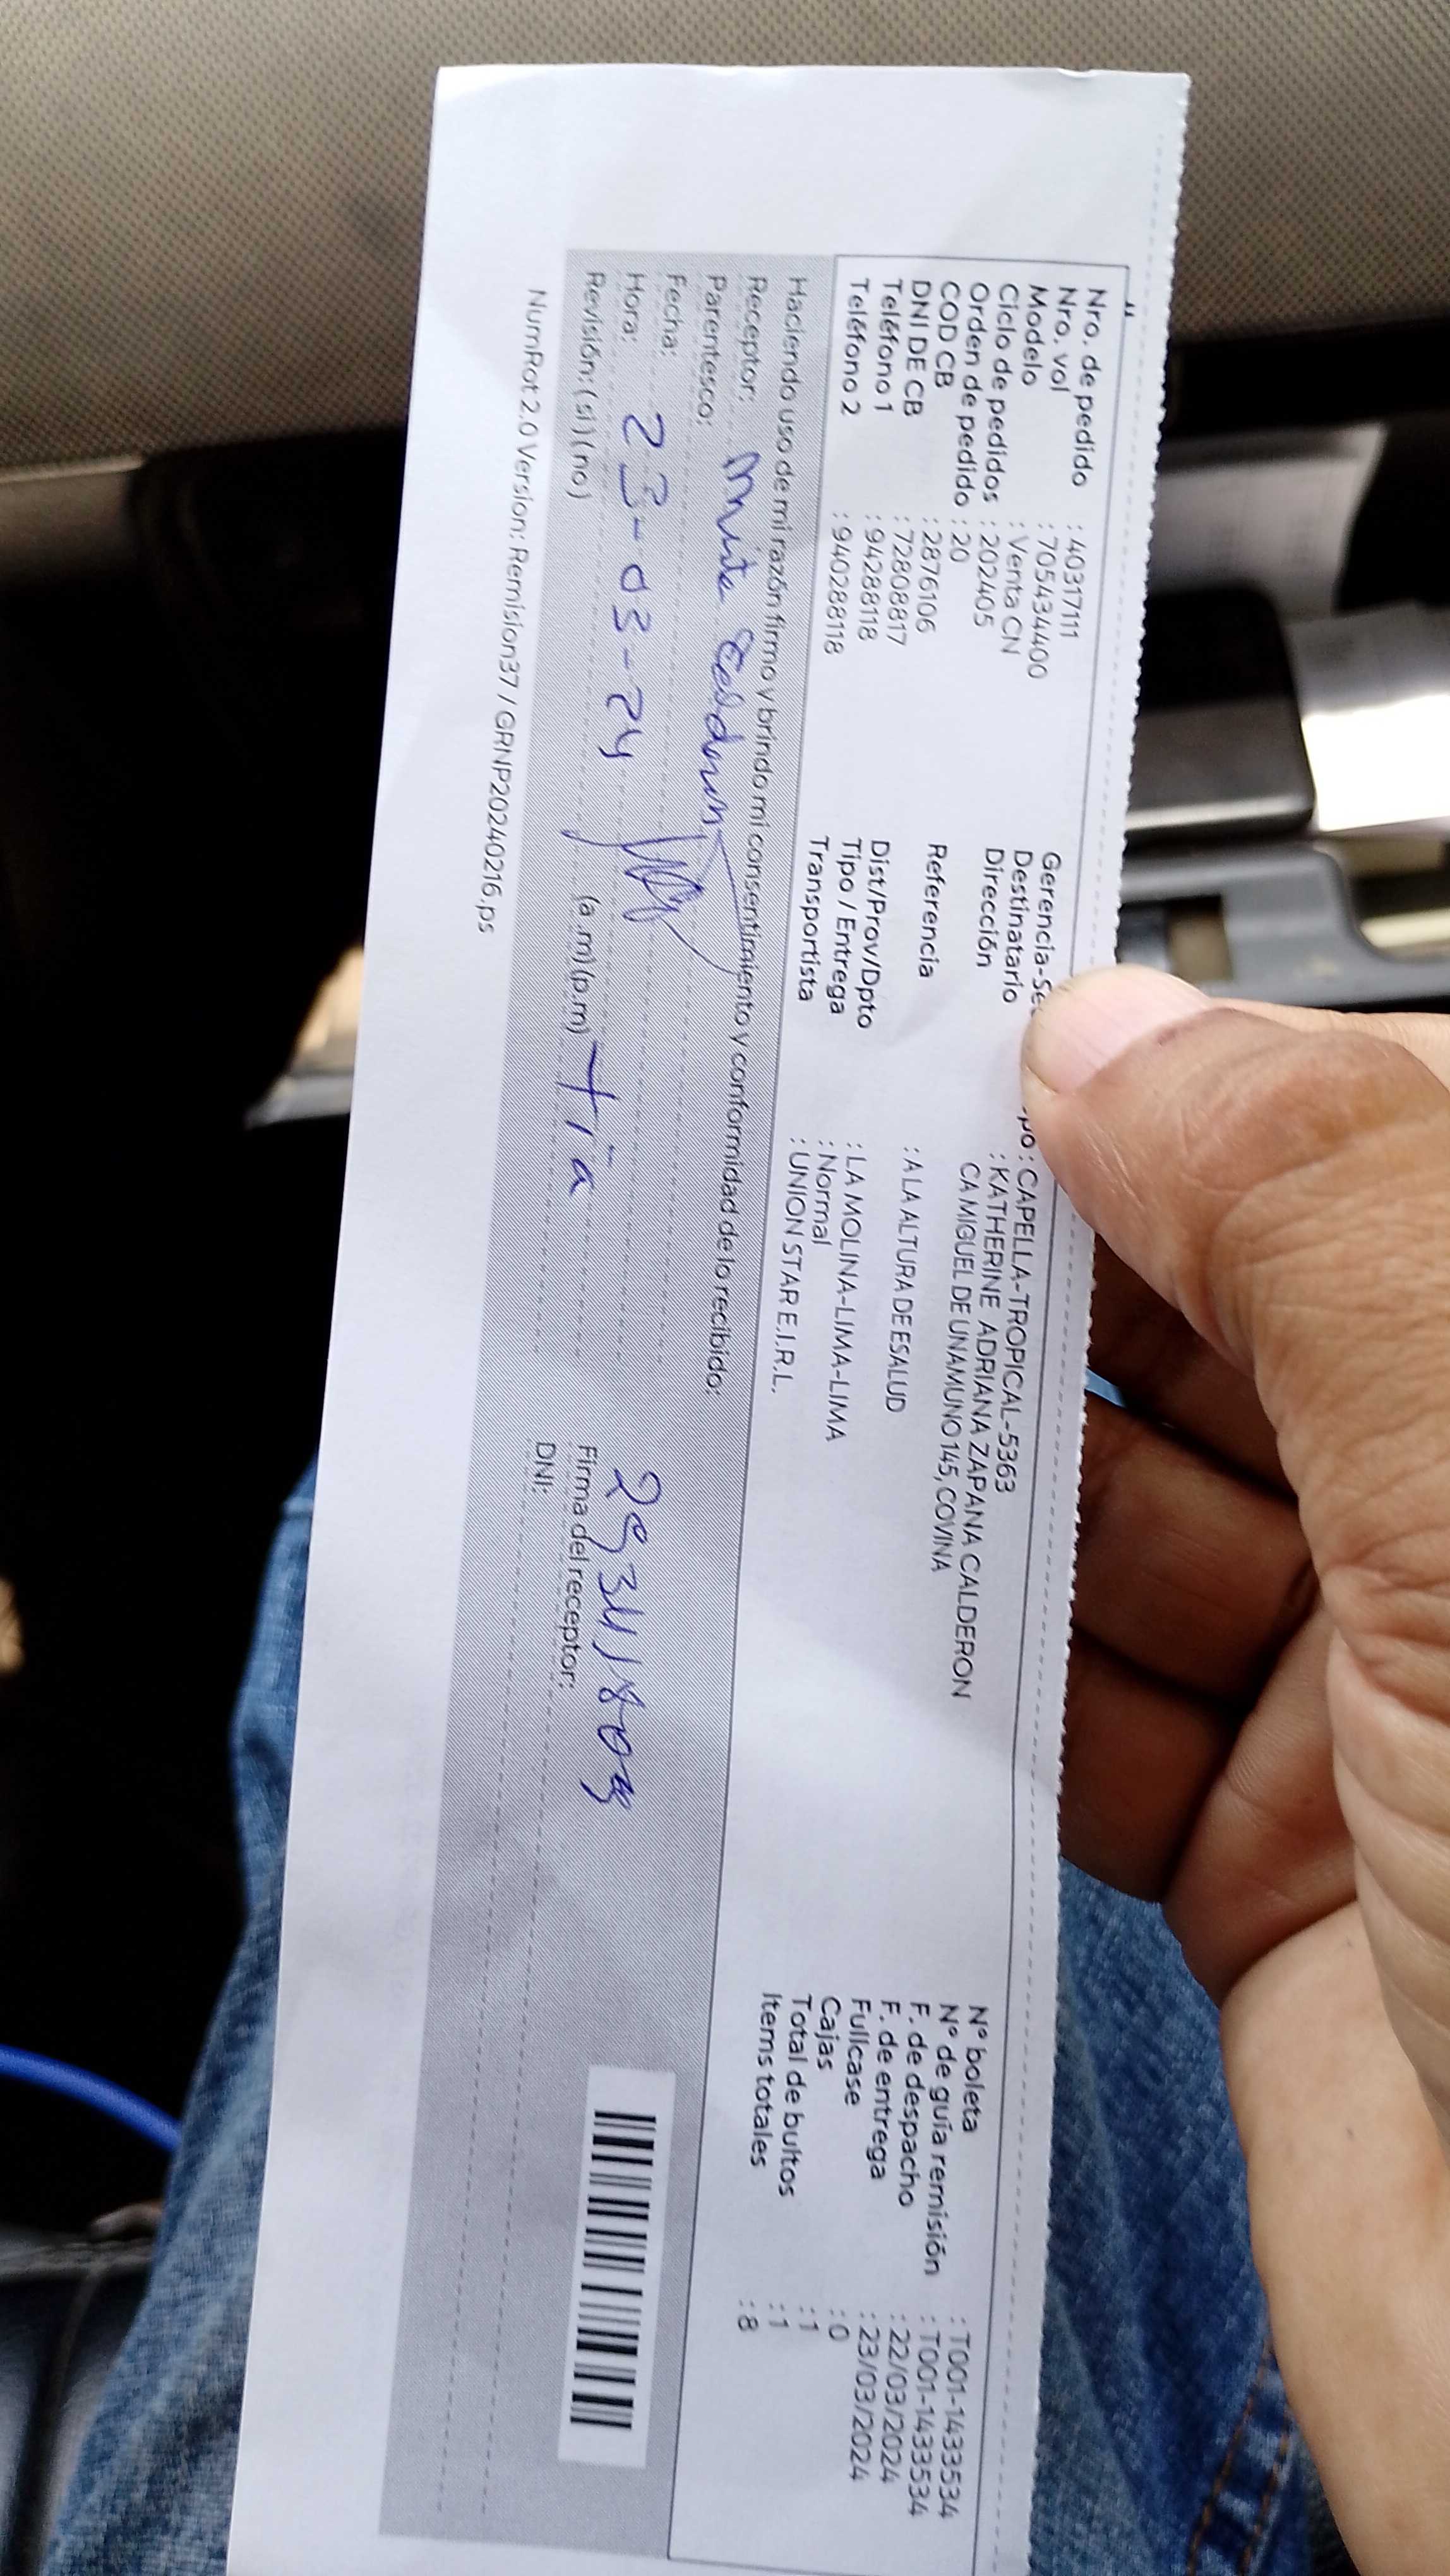 Nro. de pedido : 40317111
Nro. vol : 705434400
Modelo : Venta CN
Ciclo de pedidos : 202405
Orden de pedido : 20
COD CB : 2876106
DNI DE CB : 72808817
Teléfono 1 : 94288118
Teléfono 2 : 940288118
Gerencia-Se po : CAPELLA-TROPICAL-5363
Destinatario : KATHERINE ADRIANA ZAPANA CALDERON
Dirección CA MIGUEL DE UNAMUNO 145, COVINA
Referencia : A LA ALTURA DE ESALUD
Dist/Prov/Dpto : LA MOLINA-LIMA-LIMA
Tipo / Entrega : Normal
Transportista : UNION STAR E.I.R.L.
N° boleta : T001-1433534
N° de guía remisión : T001-1433534
F. de despacho : 22/03/2024
F. de entrega : 23/03/2024
Fullcase : 0
Cajas : 1
Total de bultos : 1
Items totales : 8
Haciendo uso de mi razón firmo y brindo mi consentimiento y conformidad de lo recibido:
Receptor:
Parentesco:
Fecha: 23-03-24
Hora: (a.m)(p.m) Tía
Revisión: (si) (no)
Firma del receptor:
DNI:
NumRot 2.0 Version: Remision37 / GRNP20240216.ps